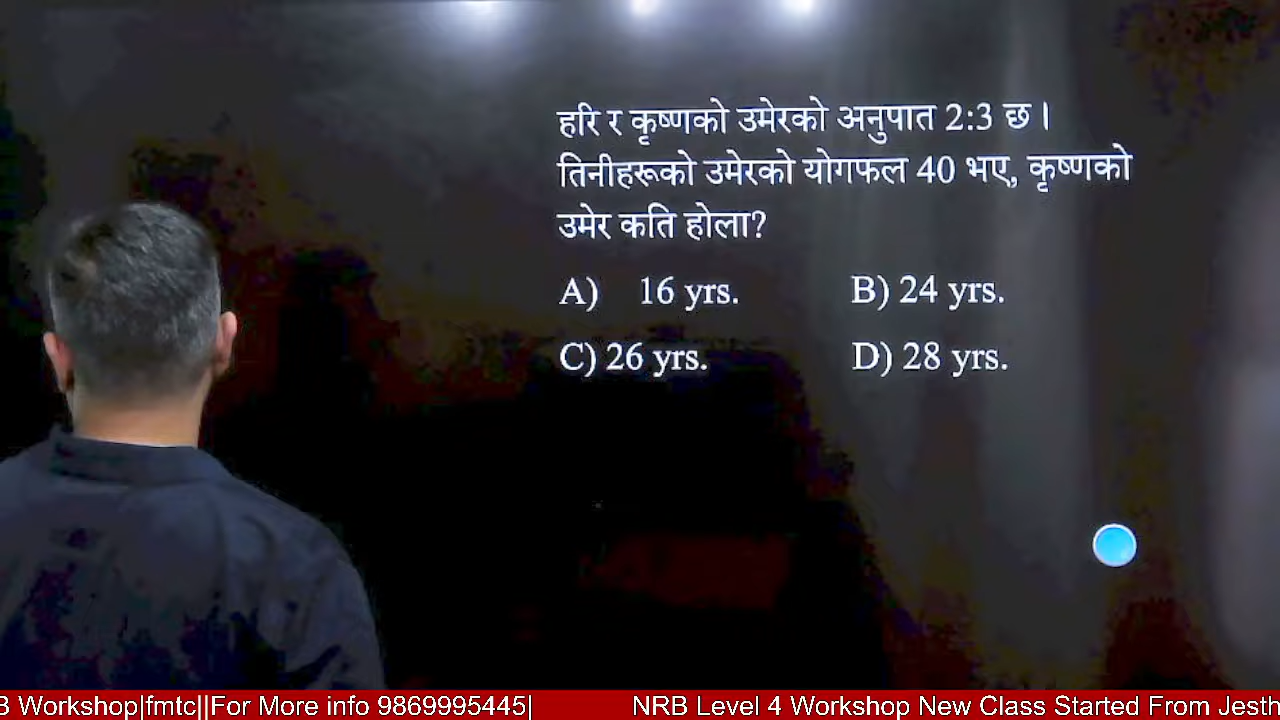 हरि र कृष्णको उमेरको अनुपात 2:3 छ ।
तिनीहरूको उमेरको योगफल 40 भए, कृष्णको
उमेर कति होला?
A) 16 yrs. B) 24 yrs.
C) 26 yrs. D) 28 yrs.
B Workshop|fmtc||For More info 9869995445| NRB Level 4 Workshop New Class Started From Jesth